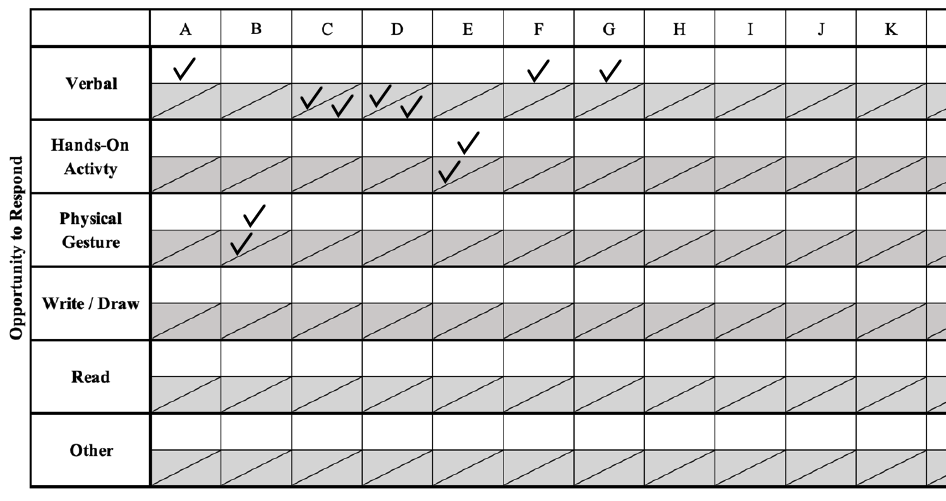 A B C D E F G H I J K
Verbal
Hands-On
Activty
Physical
Gesture
Write / Draw
Read
Other
Opportunity to Respond